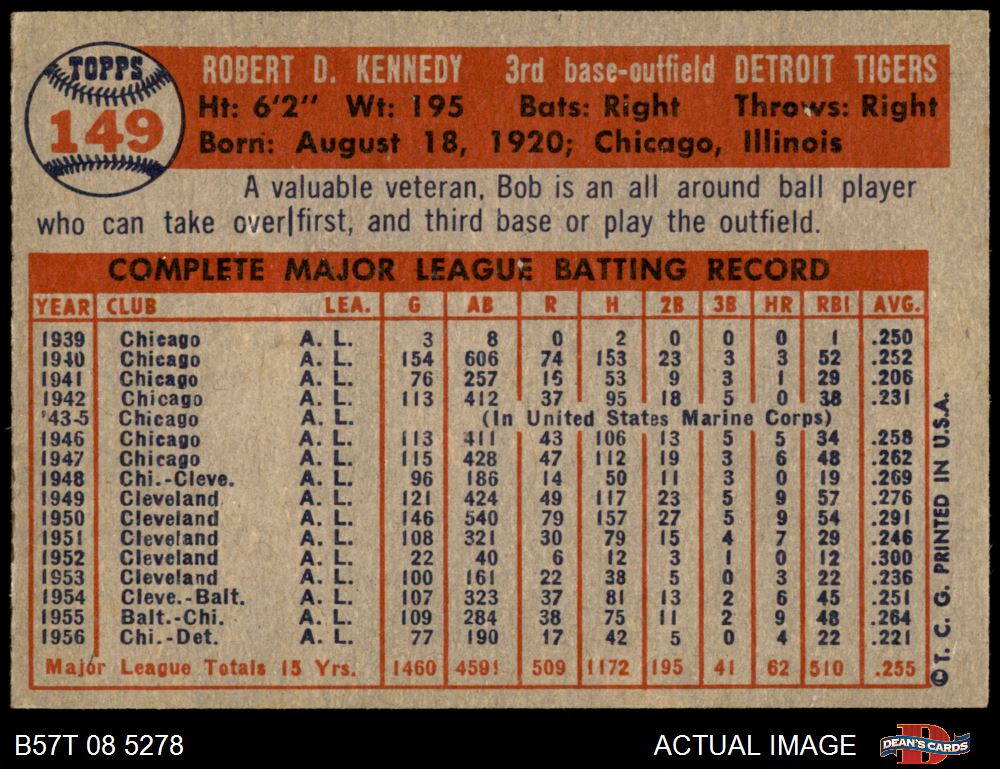 TOPPS
149
ROBERT D. KENNEDY 3rd base-outfield DETROIT TIGERS
Ht: 6'2" Wt: 195 Bats: Right Throws: Right
Born: August 18, 1920; Chicago, Illinois
A valuable veteran, Bob is an all around ball player
who can take over first, and third base or play the outfield.
COMPLETE MAJOR LEAGUE BATTING RECORD
YEAR CLUB LEA. G AB R H 2B 3B HR RBI AVG.
1939 Chicago A. L. 3 8 0 2 0 0 0 1 .250
1940 Chicago A. L. 154 606 74 153 23 3 3 52 .252
1941 Chicago A. L. 76 257 16 53 9 3 1 29 .206
1942 Chicago A. L. 113 412 37 95 18 5 0 38 .231
'43-5 Chicago (In United States Marine Corps)
1946 Chicago A. L. 113 411 43 106 13 5 5 34 .258
1947 Chicago A. L. 115 428 47 112 19 3 6 48 .262
1948 Chi.-Cleve. A. L. 96 186 14 50 11 3 0 19 .269
1949 Cleveland A. L. 121 424 49 117 23 5 9 57 .276
1950 Cleveland A. L. 146 540 79 157 27 5 9 54 .291
1951 Cleveland A. L. 108 321 30 79 15 4 7 29 .246
1952 Cleveland A. L. 22 40 6 12 3 1 0 12 .300
1953 Cleveland A. L. 100 161 22 38 5 0 3 22 .236
1954 Cleve.-Balt. A. L. 107 323 37 81 13 2 6 45 .251
1955 Balt.-Chi. A. L. 109 284 38 75 11 2 9 48 .264
1956 Chi.-Det. A. L. 77 190 17 42 5 0 4 22 .221
Major League Totals 15 Yrs. 1460 4591 509 1172 195 41 62 510 .255
©T. C. G. PRINTED IN U.S.A.
B57T 08 5278
ACTUAL IMAGE
DEAN'S CARDS